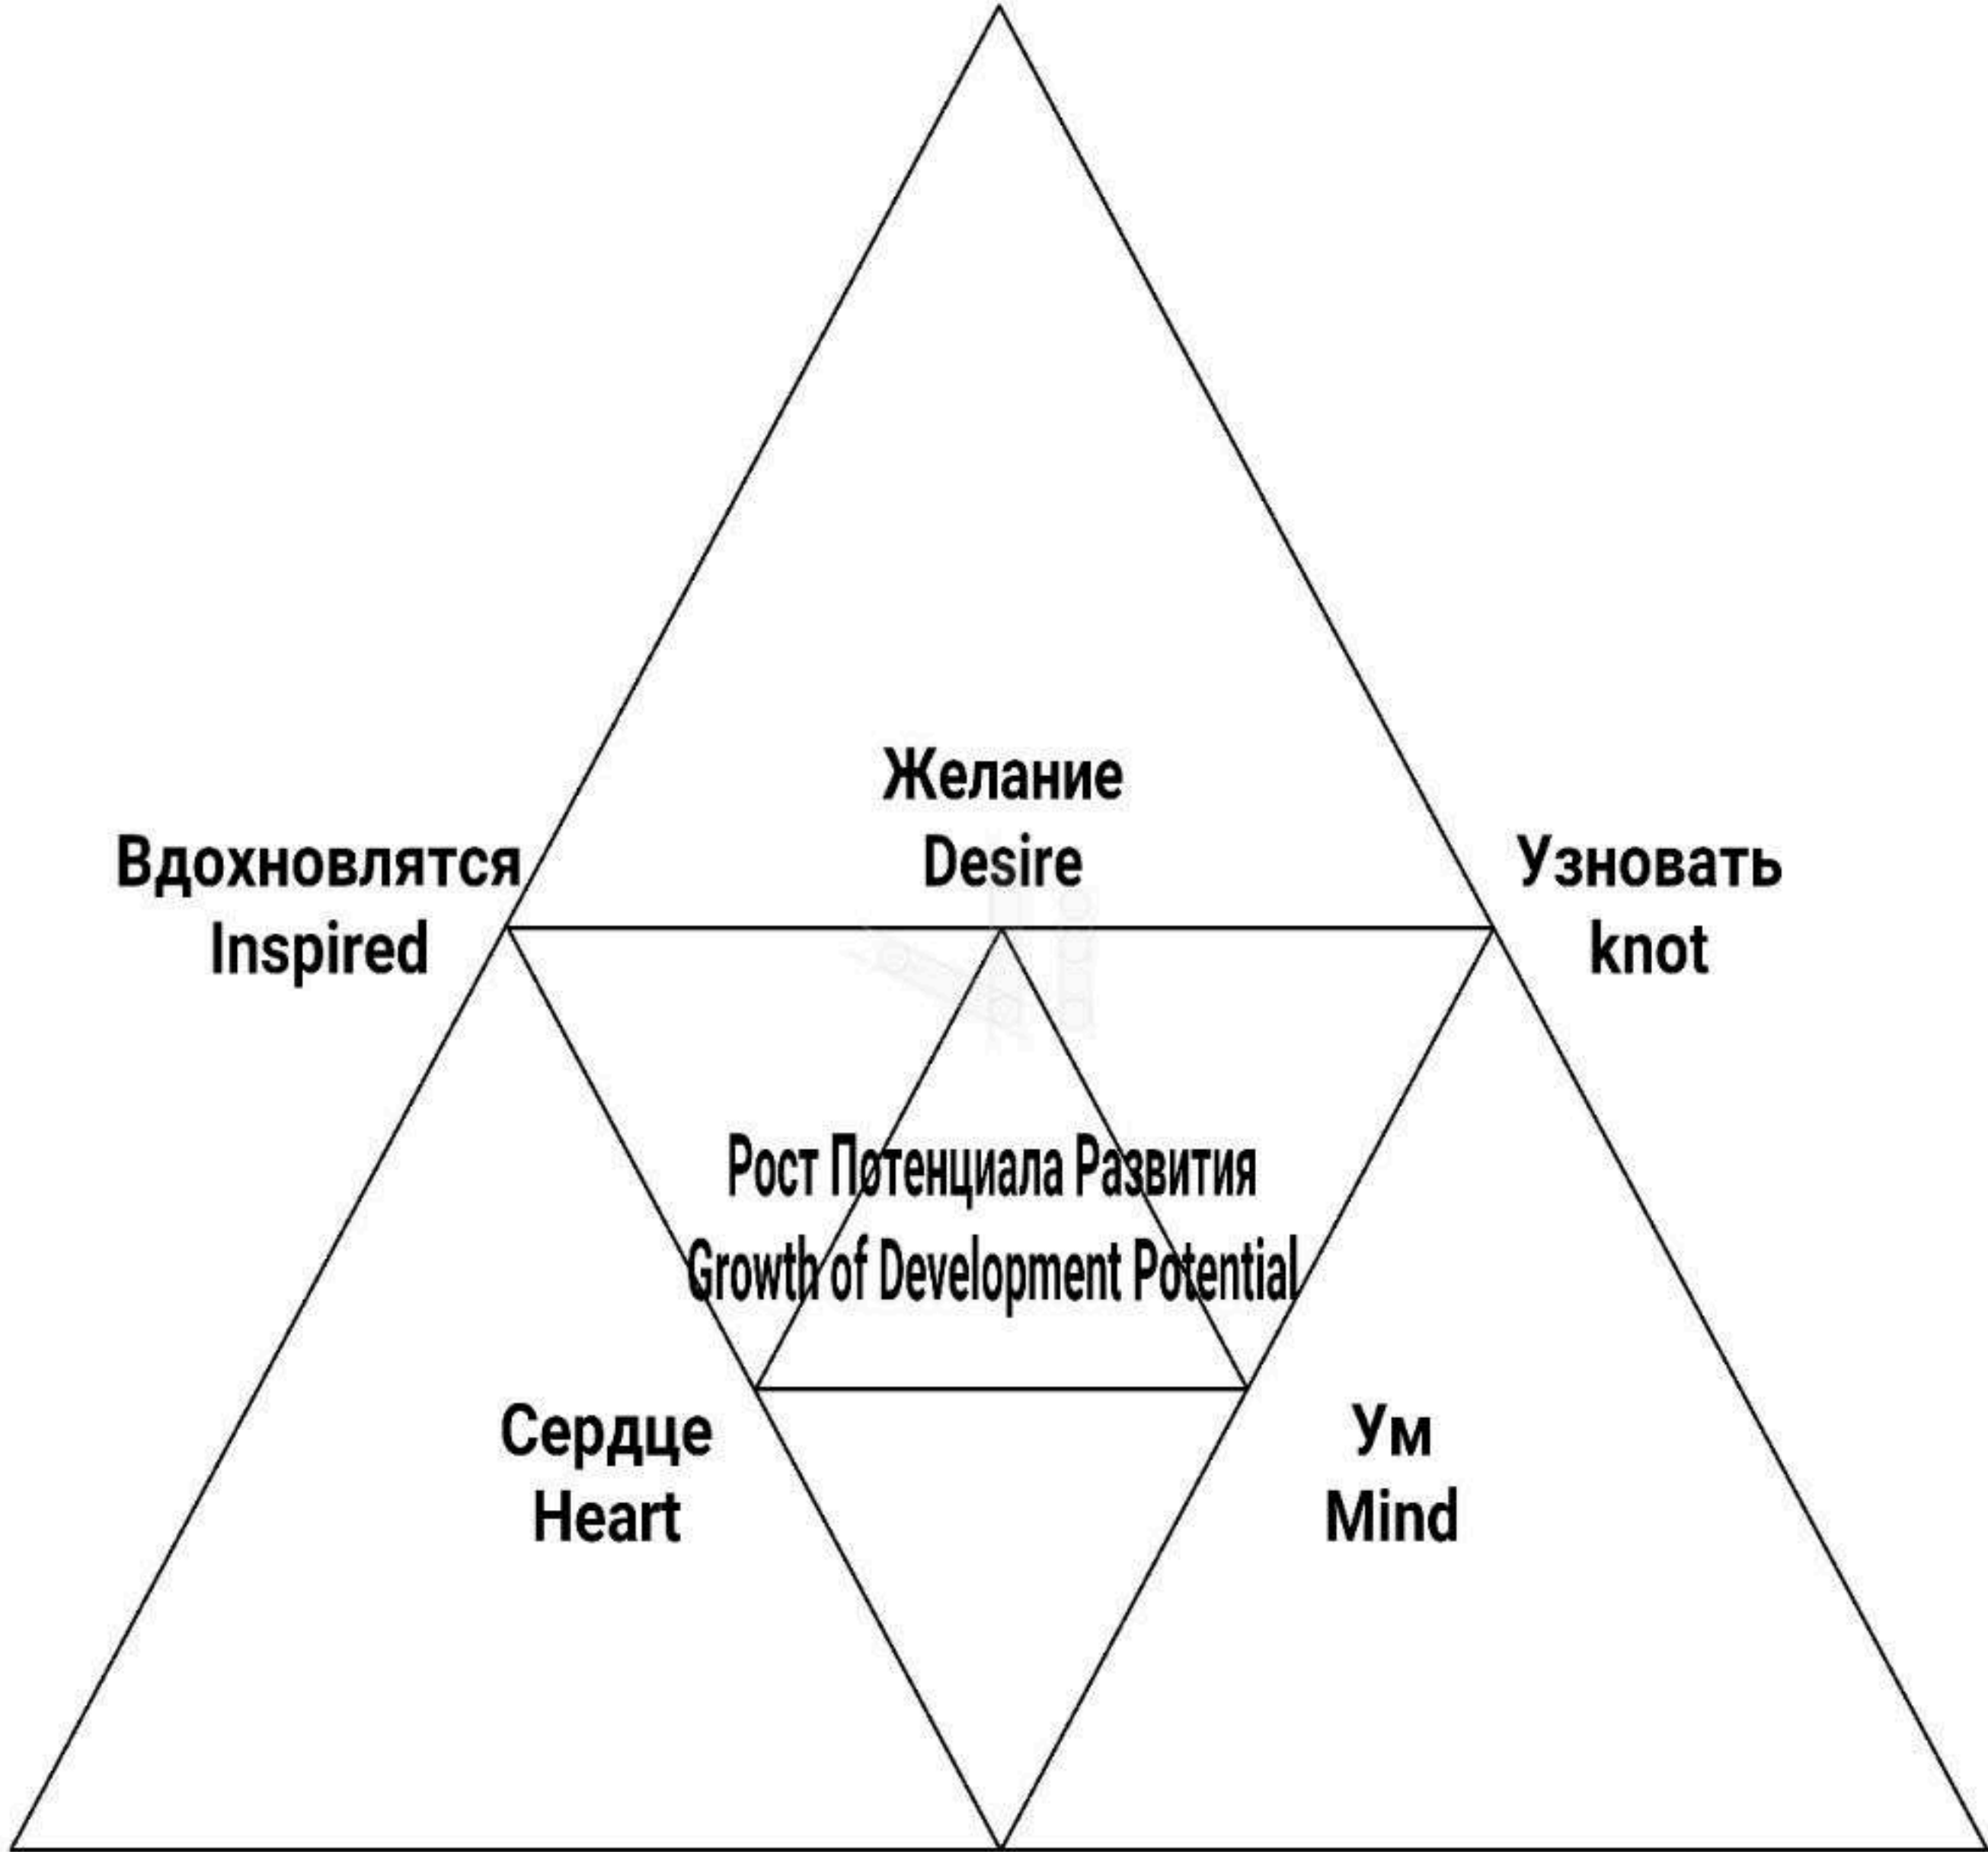 Желание
Desire
Вдохновлятся
Inspired
Узновать
knot
Рост Потенциала Развития
Growth of Development Potential
Сердце
Heart
Ум
Mind